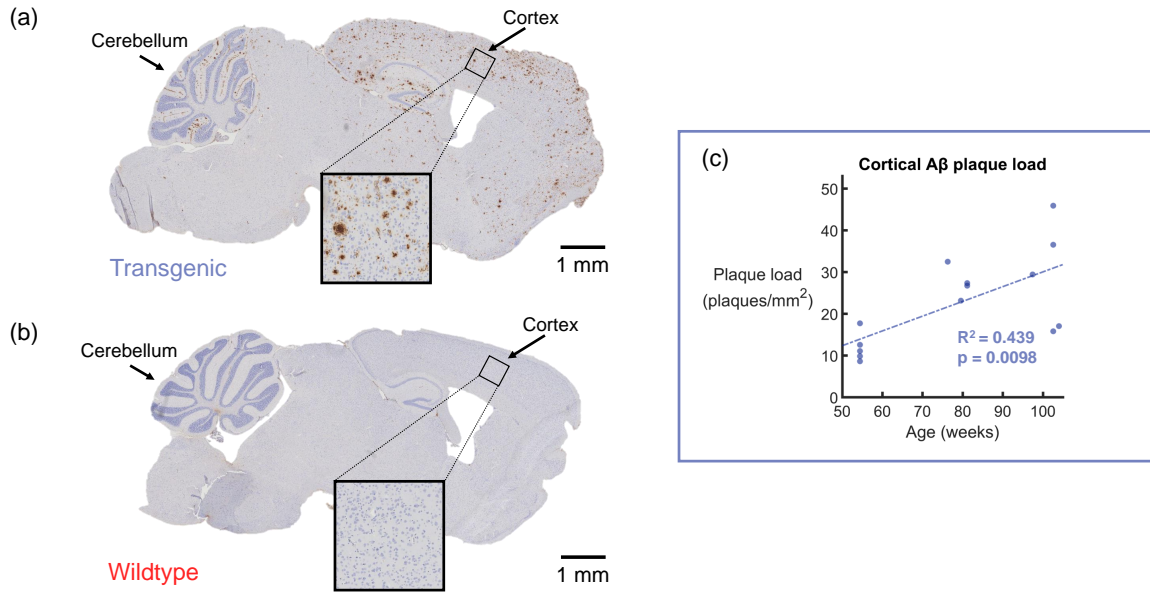 (a)
Cortex
Cerebellum
Transgenic
1 mm
(b)
Cortex
Cerebellum
Wildtype
1 mm
(c)
Cortical Aβ plaque load
Plaque load
(plaques/mm²)
50
40
30
20
10
0
R² = 0.439
p = 0.0098
50 60 70 80 90 100
Age (weeks)